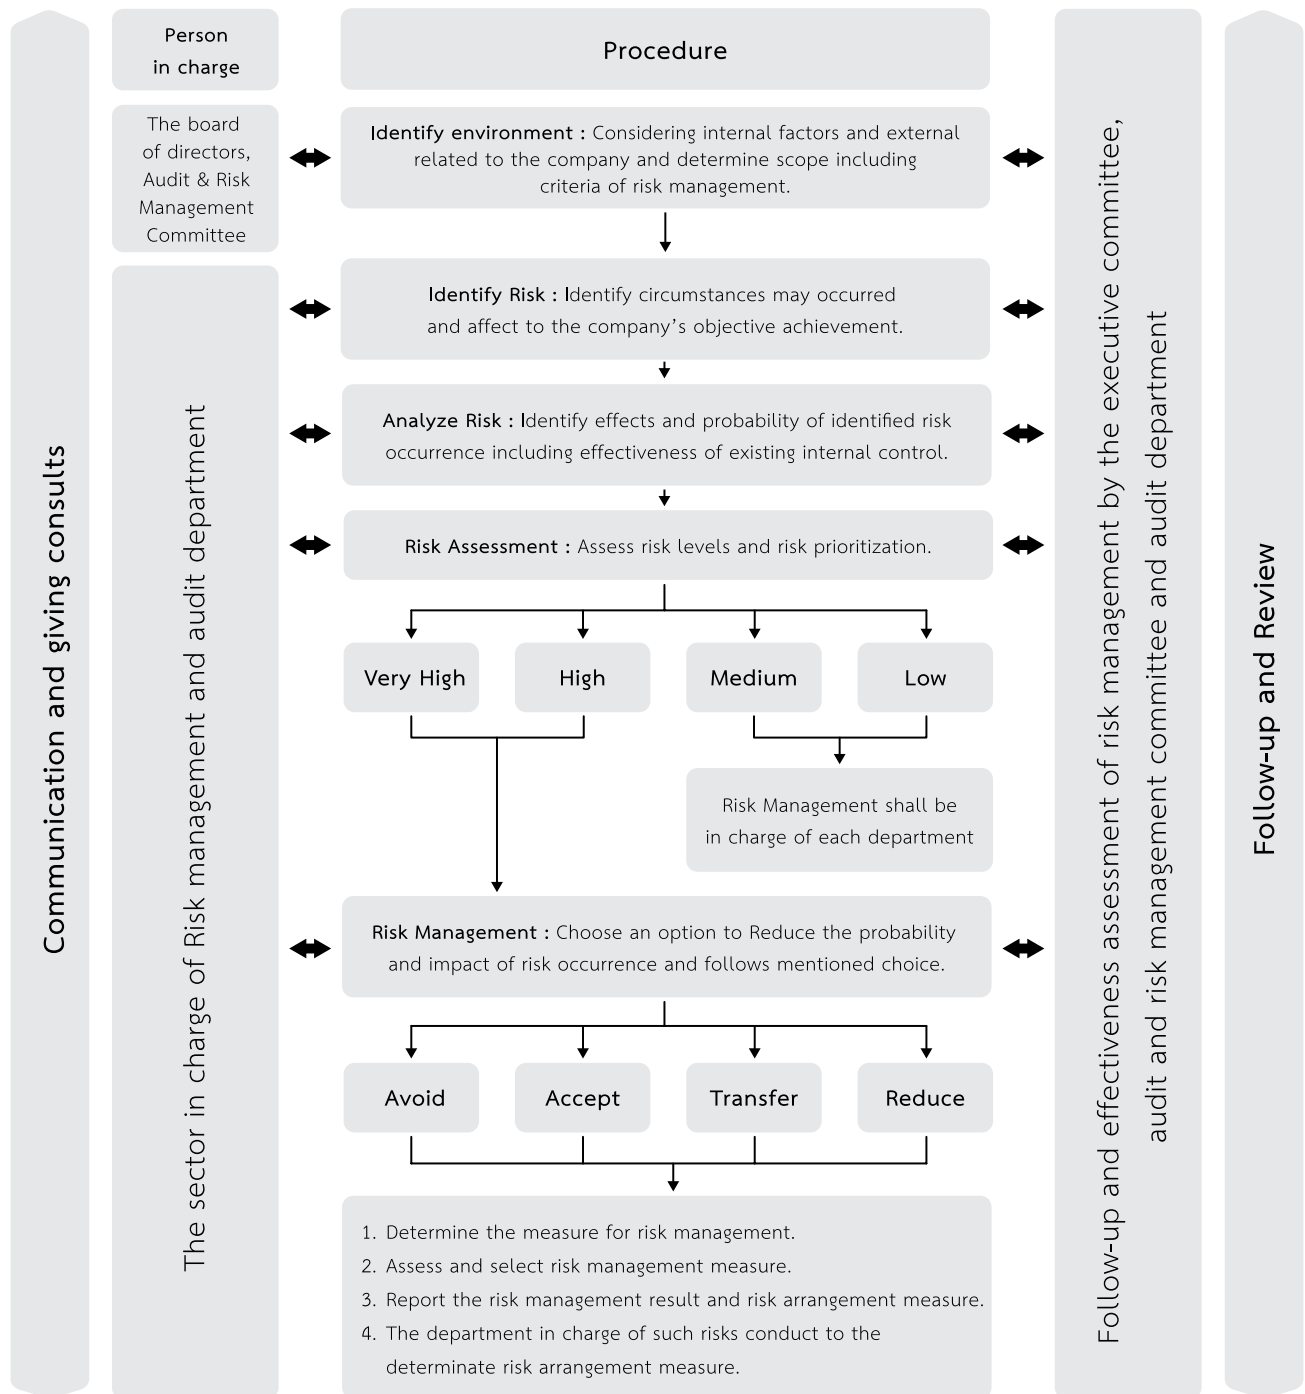 Person
in charge
Procedure
The board
of directors,
Audit & Risk
Management
Committee
Identify environment : Considering internal factors and external
related to the company and determine scope including
criteria of risk management.
Identify Risk : Identify circumstances may occurred
and affect to the company's objective achievement.
Analyze Risk : Identify effects and probability of identified risk
occurrence including effectiveness of existing internal control.
Risk Assessment : Assess risk levels and risk prioritization.
Very High
High
Medium
Low
Risk Management shall be
in charge of each department
Risk Management : Choose an option to Reduce the probability
and impact of risk occurrence and follows mentioned choice.
Avoid
Accept
Transfer
Reduce
1. Determine the measure for risk management.
2. Assess and select risk management measure.
3. Report the risk management result and risk arrangement measure.
4. The department in charge of such risks conduct to the
determinate risk arrangement measure.
Communication and giving consults
The sector in charge of Risk management and audit department
Follow-up and effectiveness assessment of risk management by the executive committee,
audit and risk management committee and audit department
Follow-up and Review